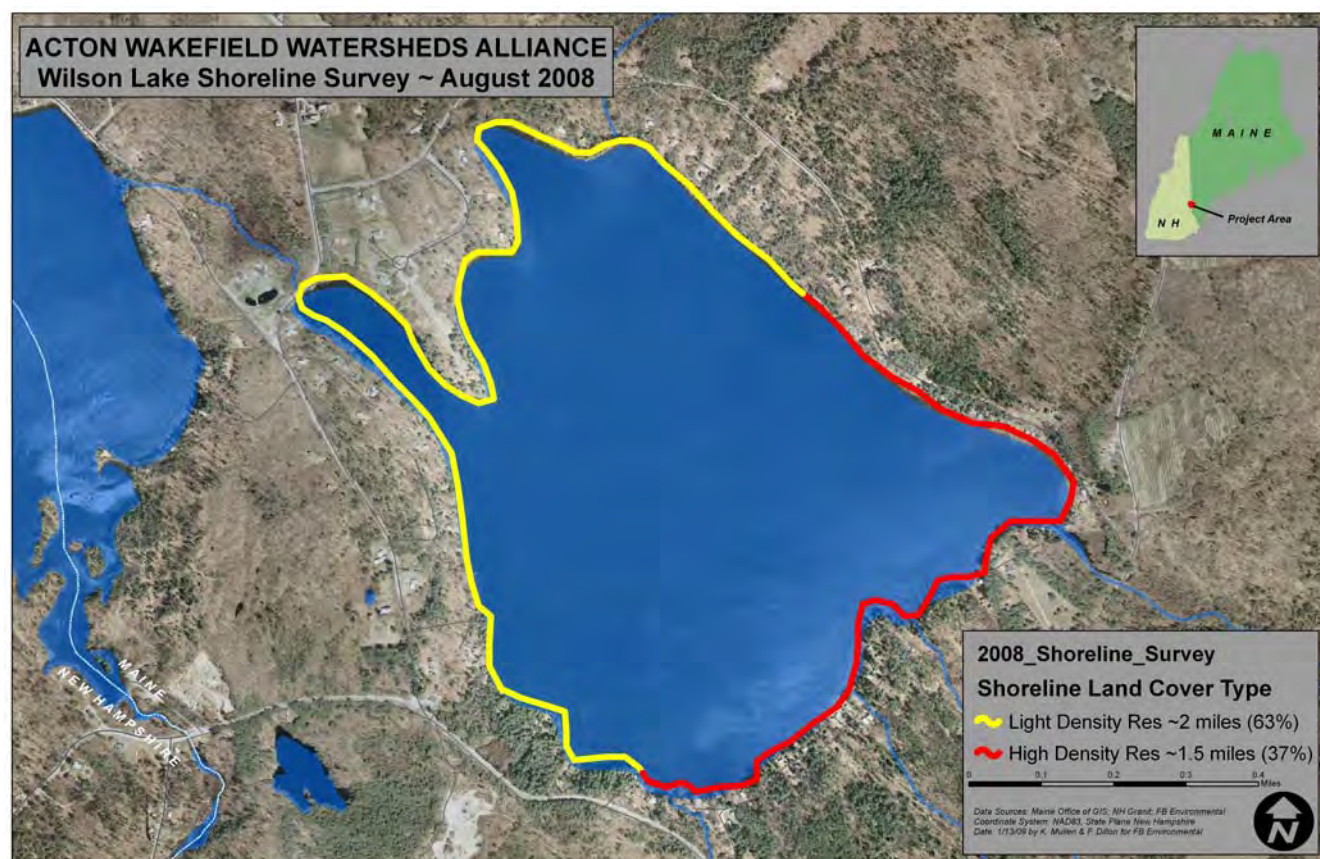 ACTON WAKEFIELD WATERSHEDS ALLIANCE
Wilson Lake Shoreline Survey ~ August 2008
MAINE
NH
Project Area
MAINE
NEW HAMPSHIRE
2008_Shoreline_Survey
Shoreline Land Cover Type
Light Density Res ~2 miles (63%)
High Density Res ~1.5 miles (37%)
0 0.1 0.2 0.3 0.4
Miles
Data Sources: Maine Office of GIS; NH Granit; FB Environmental
Coordinate System: NAD83, State Plane New Hampshire
Date: 1/13/09 by K. Mullen & F. Dillon for FB Environmental
N